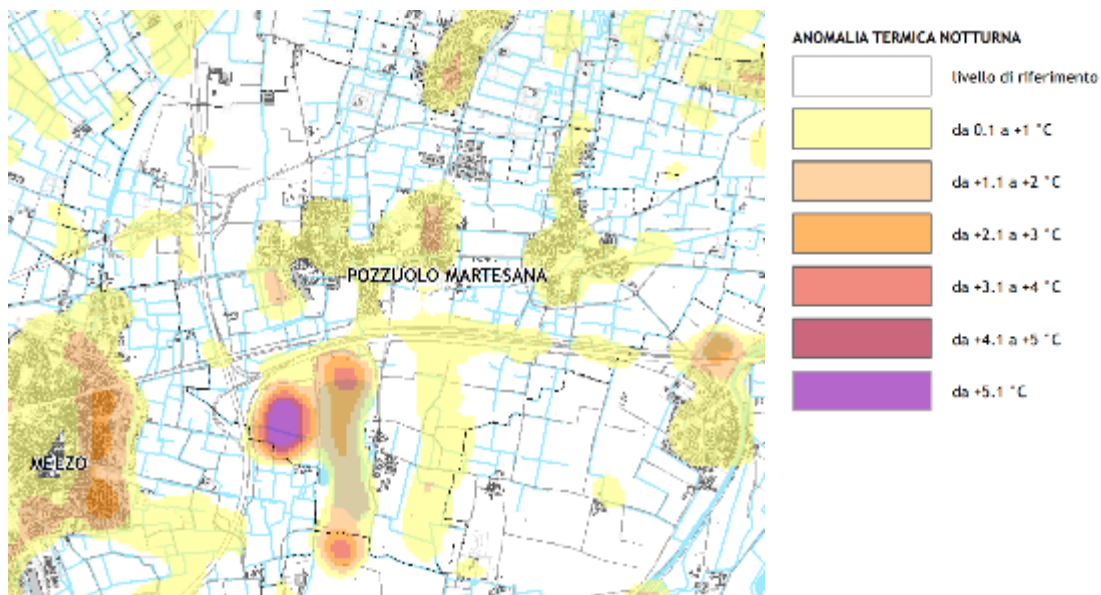 ANOMALIA TERMICA NOTTURNA
livello di riferimento
da 0.1 a +1 °C
da +1.1 a +2 °C
da +2.1 a +3 °C
da +3.1 a +4 °C
da +4.1 a +5 °C
da +5.1 °C
POZZUOLO MARTESANA
MELZO